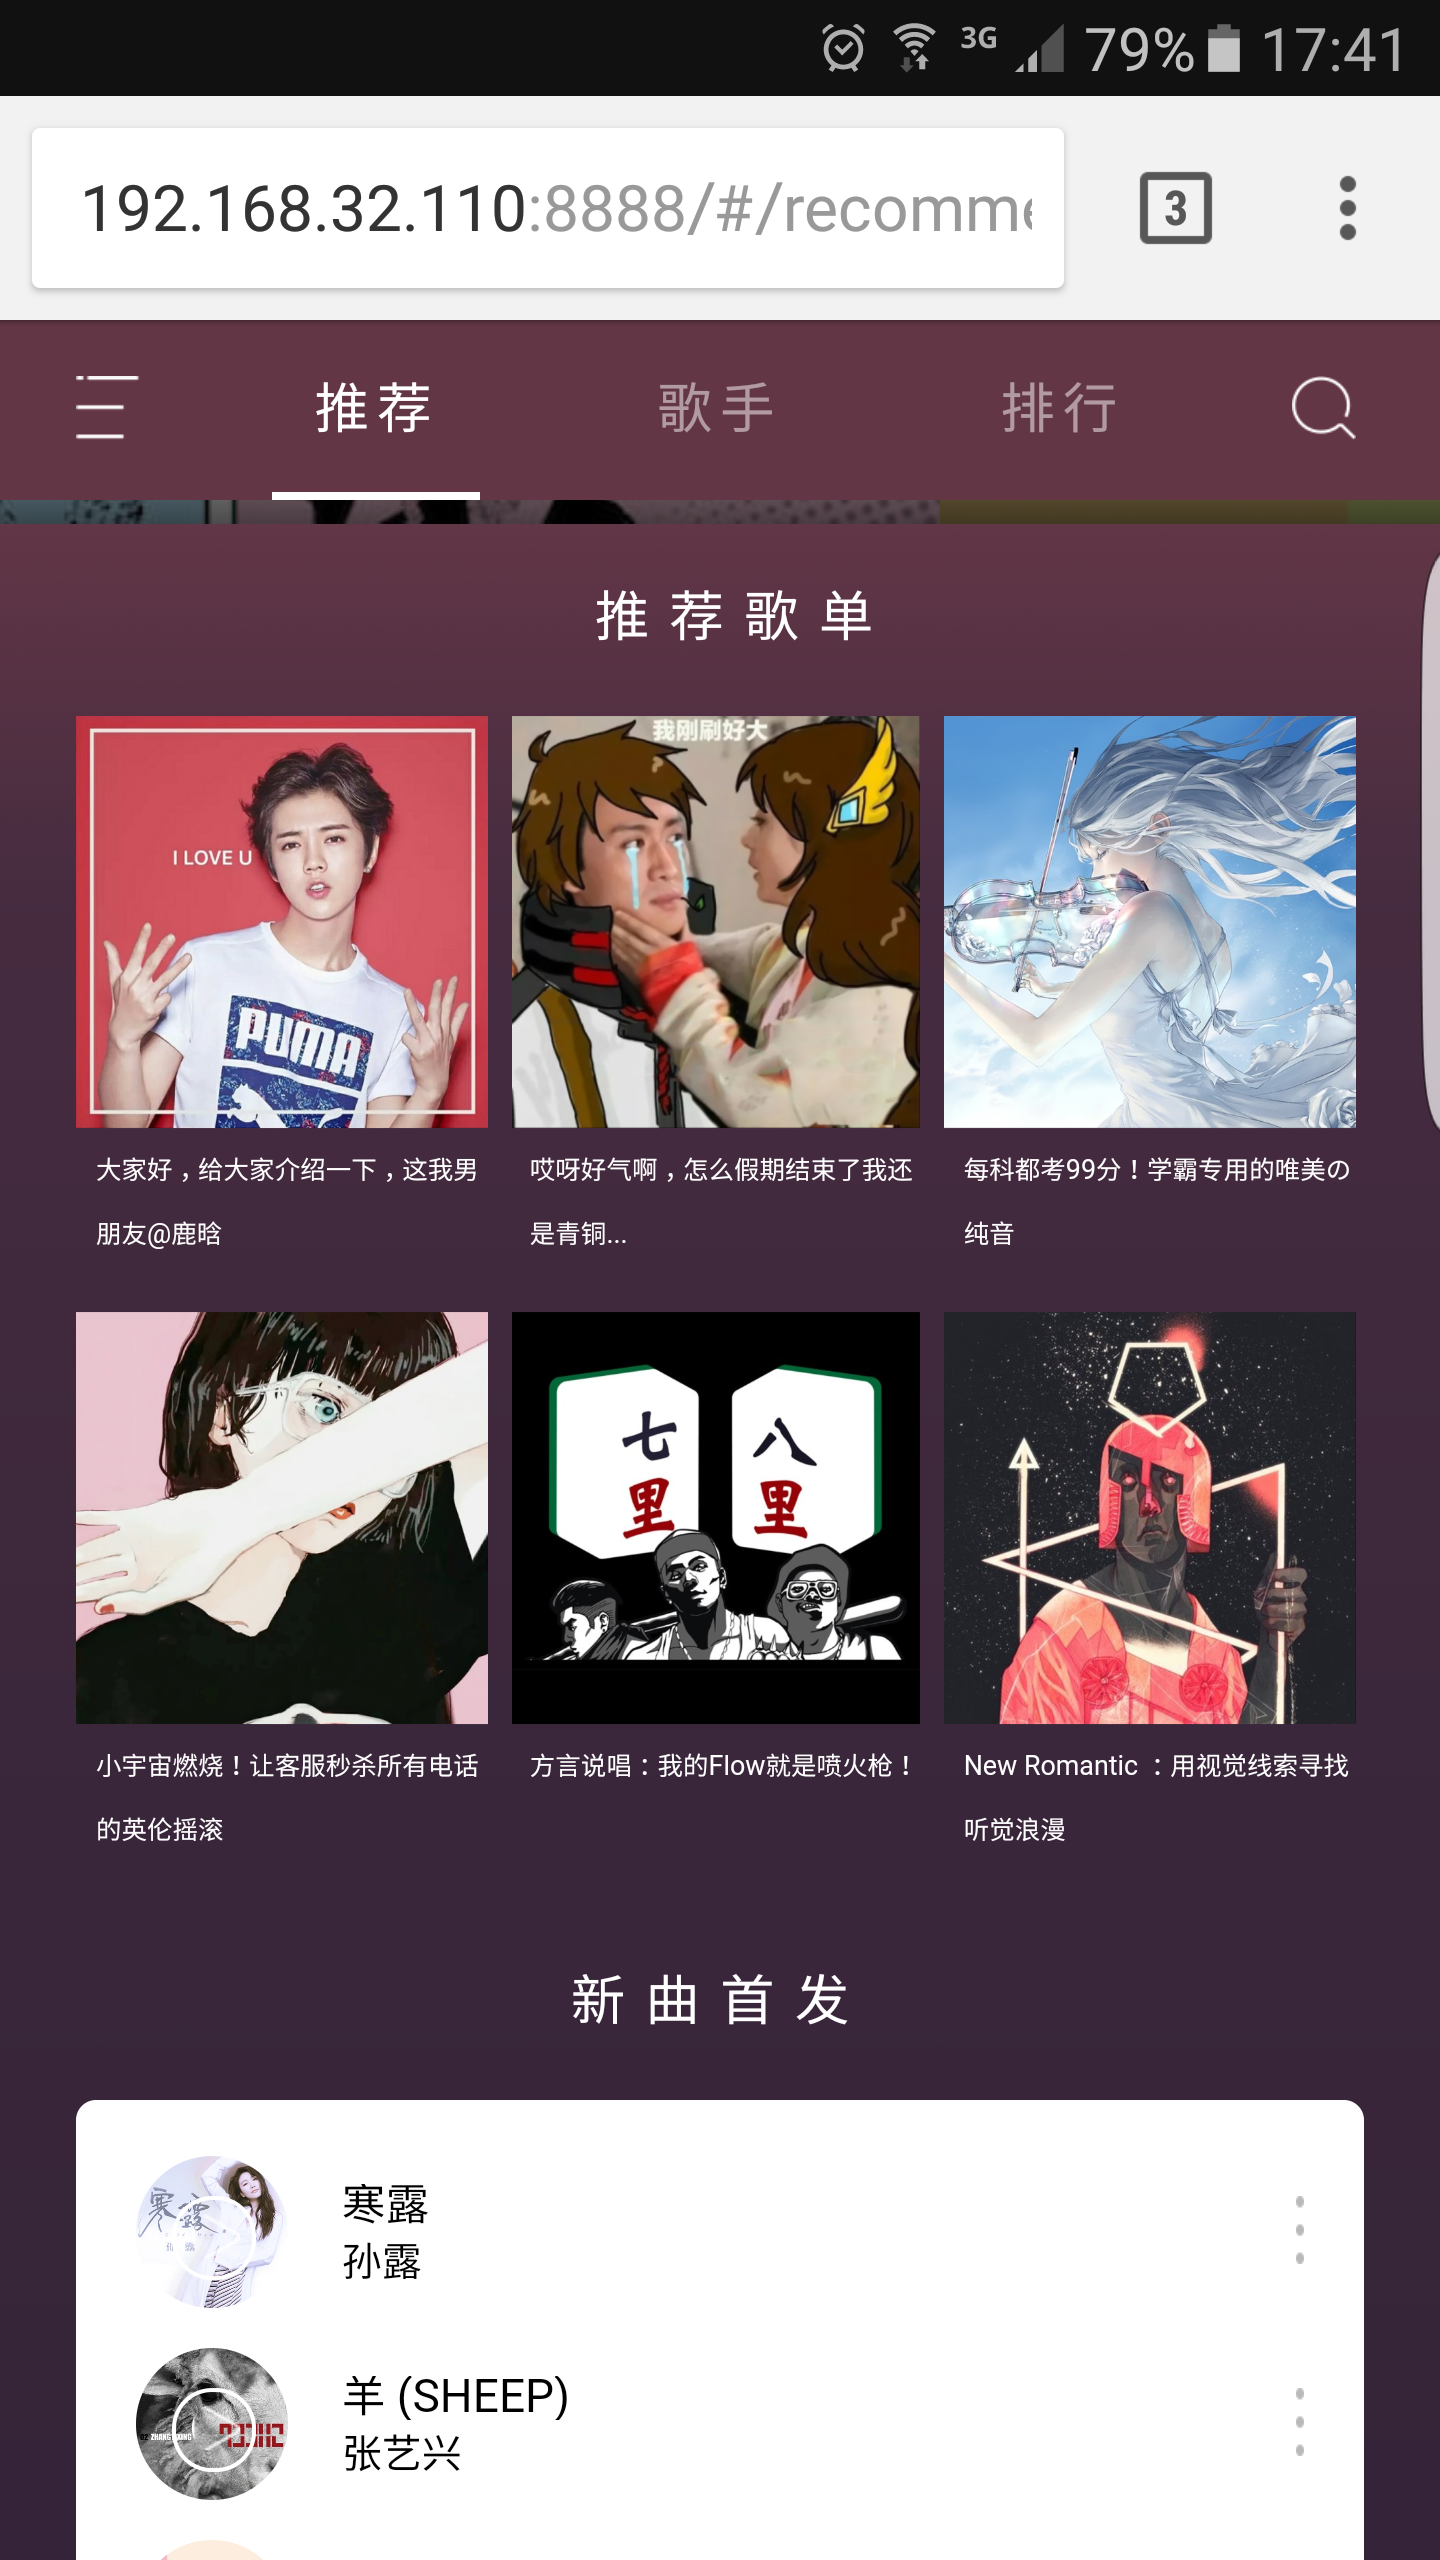 3G 79% 17:41
192.168.32.110:8888/#/recomme
3
推荐 歌手 排行
推荐歌单
I LOVE U
PUMA
我刚刷好大
大家好，给大家介绍一下，这我男
朋友@鹿晗
哎呀好气啊，怎么假期结束了我还
是青铜...
每科都考99分！学霸专用的唯美の
纯音
七 八
里 里
小宇宙燃烧！让客服秒杀所有电话
的英伦摇滚
方言说唱：我的Flow就是喷火枪！
New Romantic ：用视觉线索寻找
听觉浪漫
新曲首发
寒露
寒露
孙露
羊 (SHEEP)
张艺兴